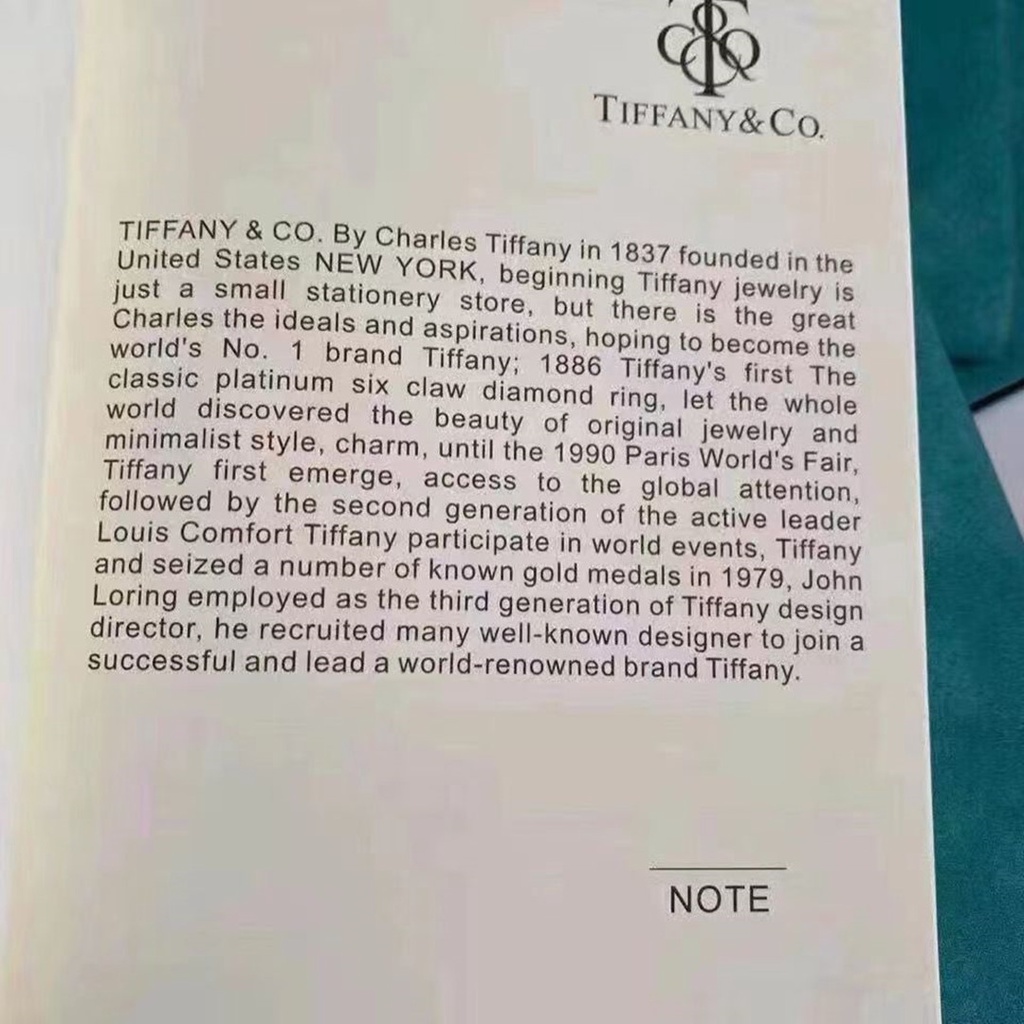 TIFFANY & CO.
TIFFANY & CO. By Charles Tiffany in 1837 founded in the
United States NEW YORK, beginning Tiffany jewelry is
just a small stationery store, but there is the great
Charles the ideals and aspirations, hoping to become the
world's No. 1 brand Tiffany; 1886 Tiffany's first The
classic platinum six claw diamond ring, let the whole
world discovered the beauty of original jewelry and
minimalist style, charm, until the 1990 Paris World's Fair,
Tiffany first emerge, access to the global attention,
followed by the second generation of the active leader
Louis Comfort Tiffany participate in world events, Tiffany
and seized a number of known gold medals in 1979, John
Loring employed as the third generation of Tiffany design
director, he recruited many well-known designer to join a
successful and lead a world-renowned brand Tiffany.
NOTE